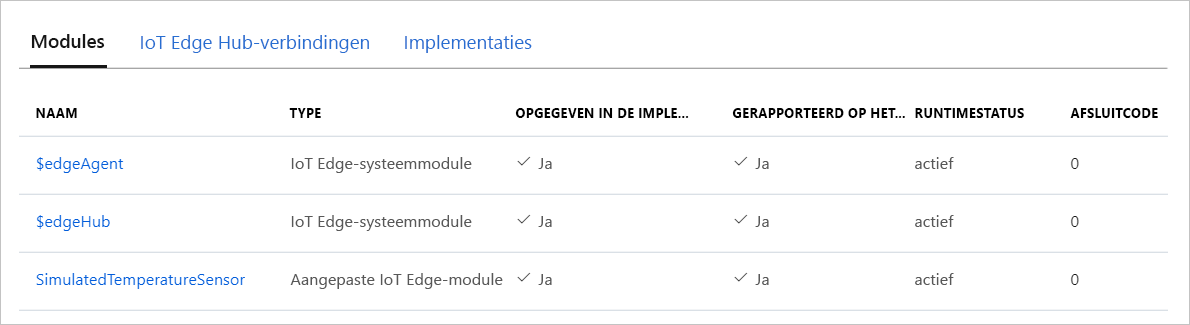 Modules IoT Edge Hub-verbindingen Implementaties
NAAM TYPE OPGEGEVEN IN DE IMPLE... GERAPPORTEERD OP HET... RUNTIMESTATUS AFSLUITCODE
$edgeAgent IoT Edge-systeemmodule Ja Ja actief 0
$edgeHub IoT Edge-systeemmodule Ja Ja actief 0
SimulatedTemperatureSensor Aangepaste IoT Edge-module Ja Ja actief 0